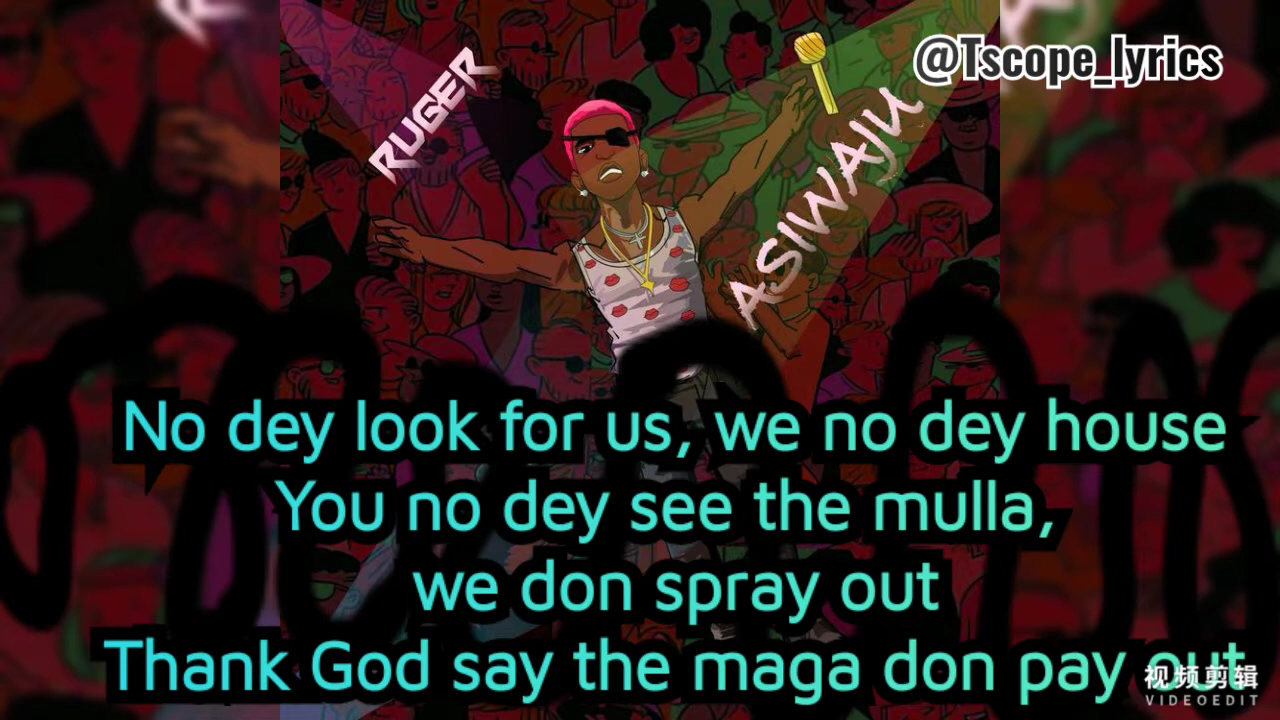 @Tscope_lyrics
RUGER
ASIWAJU
No dey look for us, we no dey house
You no dey see the mulla,
we don spray out
Thank God say the maga don pay out
视频剪辑
VIDEOEDIT